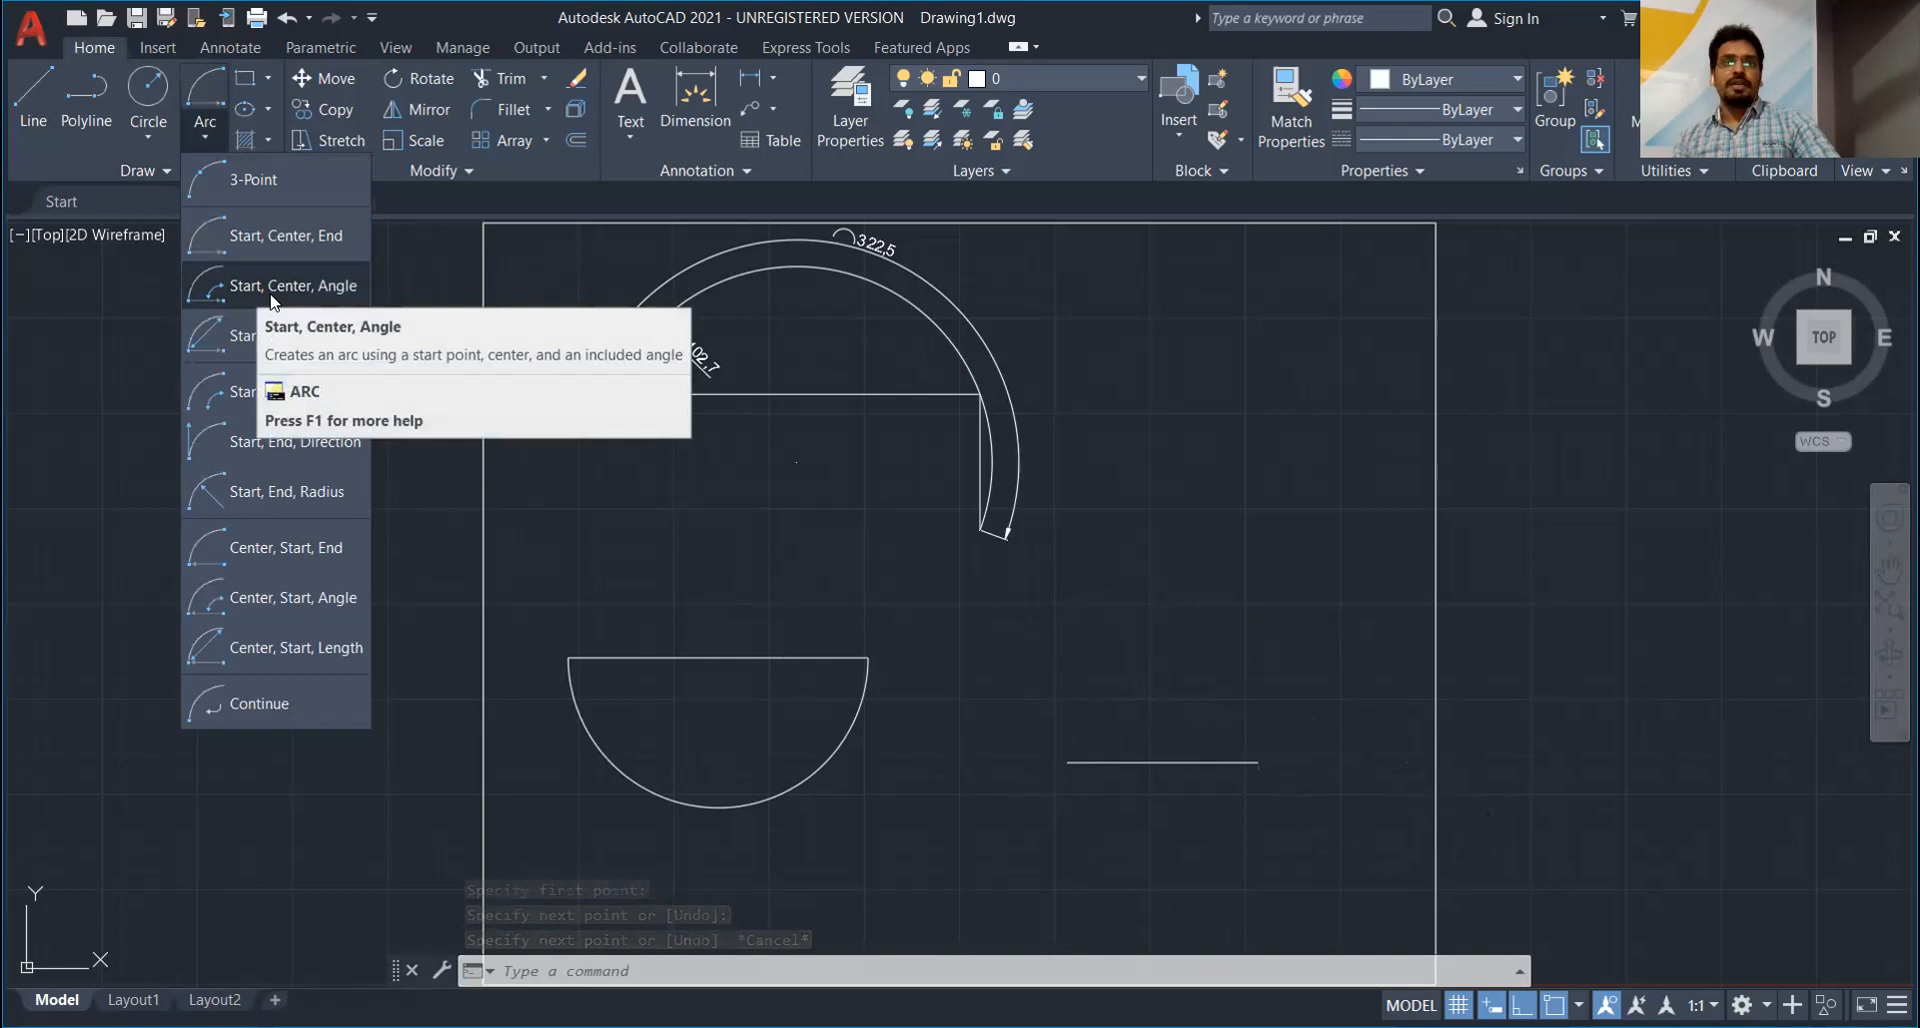 Autodesk AutoCAD 2021 - UNREGISTERED VERSION Drawing1.dwg
Type a keyword or phrase
Sign In
Home Insert Annotate Parametric View Manage Output Add-ins Collaborate Express Tools Featured Apps
Line
Polyline
Circle
Arc
Move
Copy
Stretch
Rotate
Mirror
Scale
Trim
Fillet
Array
Text
Dimension
Table
Layer
Properties
0
Insert
Match
Properties
ByLayer
ByLayer
ByLayer
Group
M
Draw
Modify
Annotation
Layers
Block
Properties
Groups
Utilities
Clipboard
View
Start
[−][Top][2D Wireframe]
3-Point
Start, Center, End
Start, Center, Angle
Star
Star
Start, End, Direction
Start, End, Radius
Center, Start, End
Center, Start, Angle
Center, Start, Length
Continue
Start, Center, Angle
Creates an arc using a start point, center, and an included angle
ARC
Press F1 for more help
322,5
N
W
TOP
E
S
WCS
Y
X
Specify first point:
Specify next point or [Undo]:
Specify next point or [Undo] *Cancel*
Type a command
Model Layout1 Layout2 +
MODEL
1:1